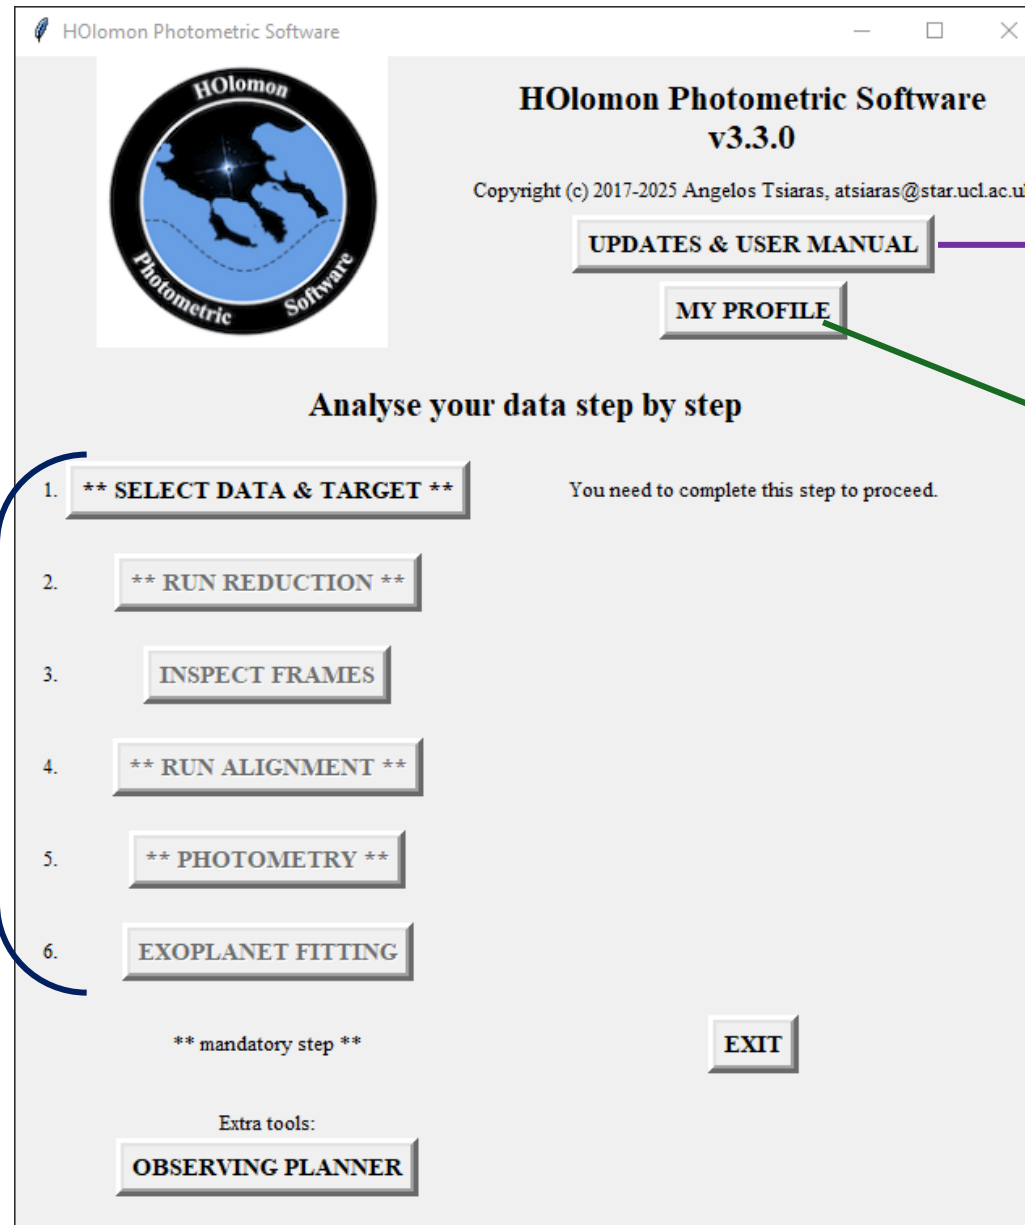 HOlomon Photometric Software
HOlomon
Photometric Software
HOlomon Photometric Software
v3.3.0
Copyright (c) 2017-2025 Angelos Tsiaras, atsiaras@star.ucl.ac.u
UPDATES & USER MANUAL
MY PROFILE
Analyse your data step by step
1. ** SELECT DATA & TARGET ** You need to complete this step to proceed.
2. ** RUN REDUCTION **
3. INSPECT FRAMES
4. ** RUN ALIGNMENT **
5. ** PHOTOMETRY **
6. EXOPLANET FITTING
** mandatory step **
EXIT
Extra tools:
OBSERVING PLANNER